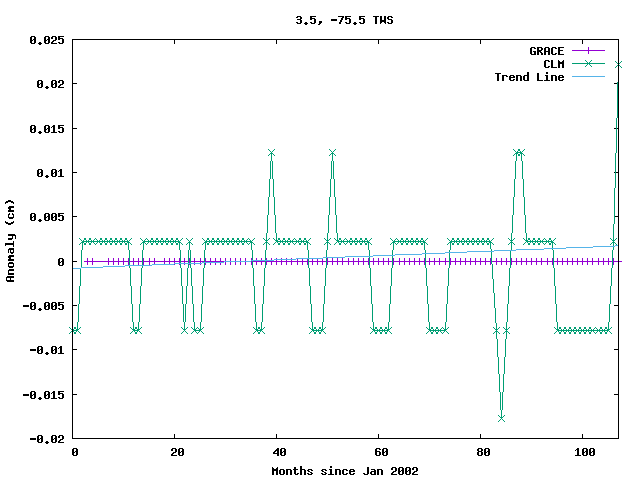 3.5, -75.5 TWS
0.025
0.02
0.015
0.01
0.005
0
-0.005
-0.01
-0.015
-0.02
Anomaly (cm)
GRACE
CLM
Trend Line
0 20 40 60 80 100
Months since Jan 2002